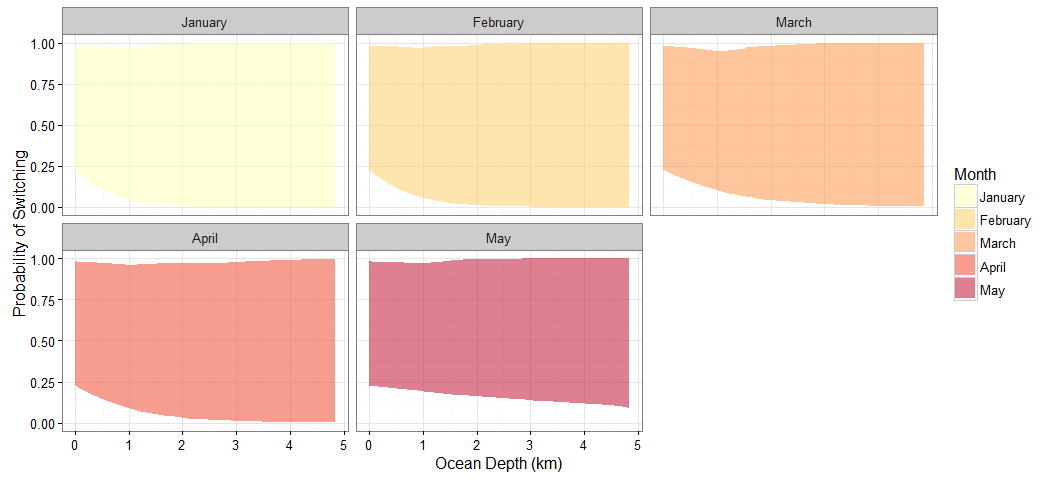 January February March
1.00
0.75
0.50
0.25
0.00
April May
1.00
0.75
0.50
0.25
0.00
0 1 2 3 4 5 0 1 2 3 4 5
Ocean Depth (km)
Probability of Switching
Month
January
February
March
April
May